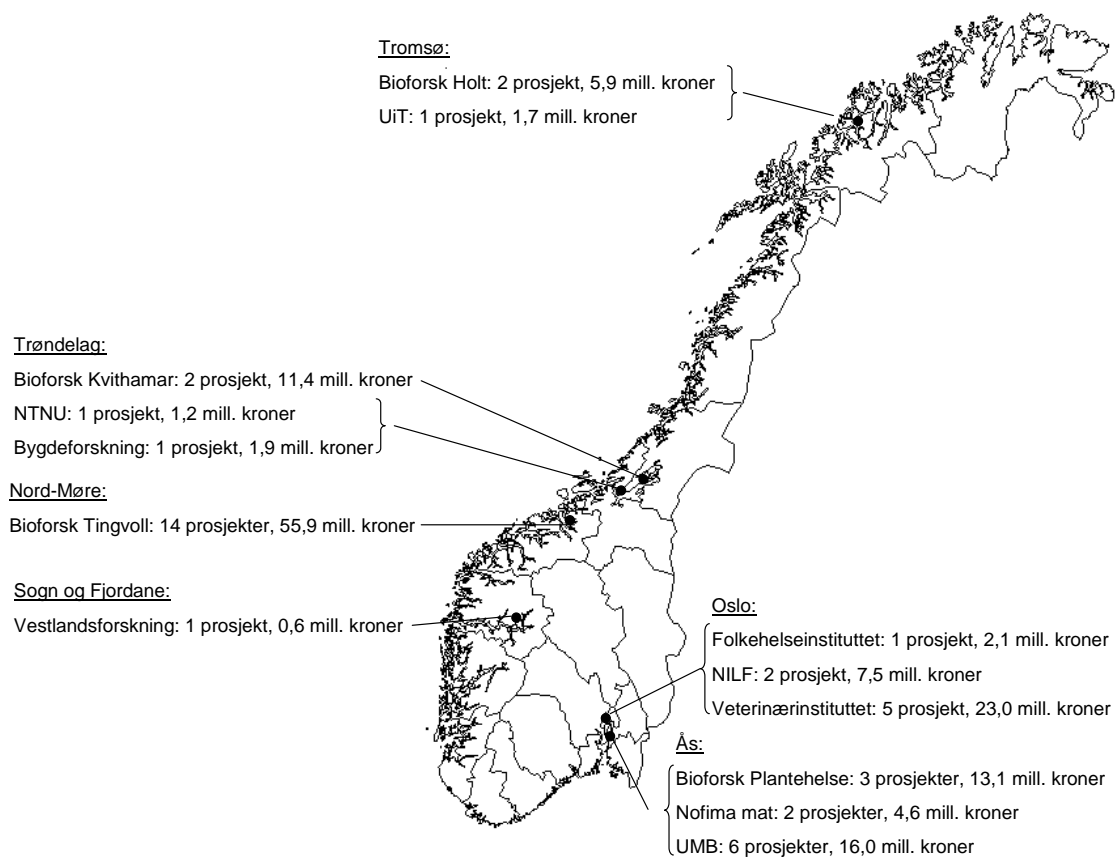 Tromsø:
Bioforsk Holt: 2 prosjekt, 5,9 mill. kroner
UiT: 1 prosjekt, 1,7 mill. kroner
Trøndelag:
Bioforsk Kvithamar: 2 prosjekt, 11,4 mill. kroner
NTNU: 1 prosjekt, 1,2 mill. kroner
Bygdeforskning: 1 prosjekt, 1,9 mill. kroner
Nord-Møre:
Bioforsk Tingvoll: 14 prosjekter, 55,9 mill. kroner
Sogn og Fjordane:
Vestlandsforskning: 1 prosjekt, 0,6 mill. kroner
Oslo:
Folkehelseinstituttet: 1 prosjekt, 2,1 mill. kroner
NILF: 2 prosjekt, 7,5 mill. kroner
Veterinærinstituttet: 5 prosjekt, 23,0 mill. kroner
Ås:
Bioforsk Plantehelse: 3 prosjekter, 13,1 mill. kroner
Nofima mat: 2 prosjekter, 4,6 mill. kroner
UMB: 6 prosjekter, 16,0 mill. kroner